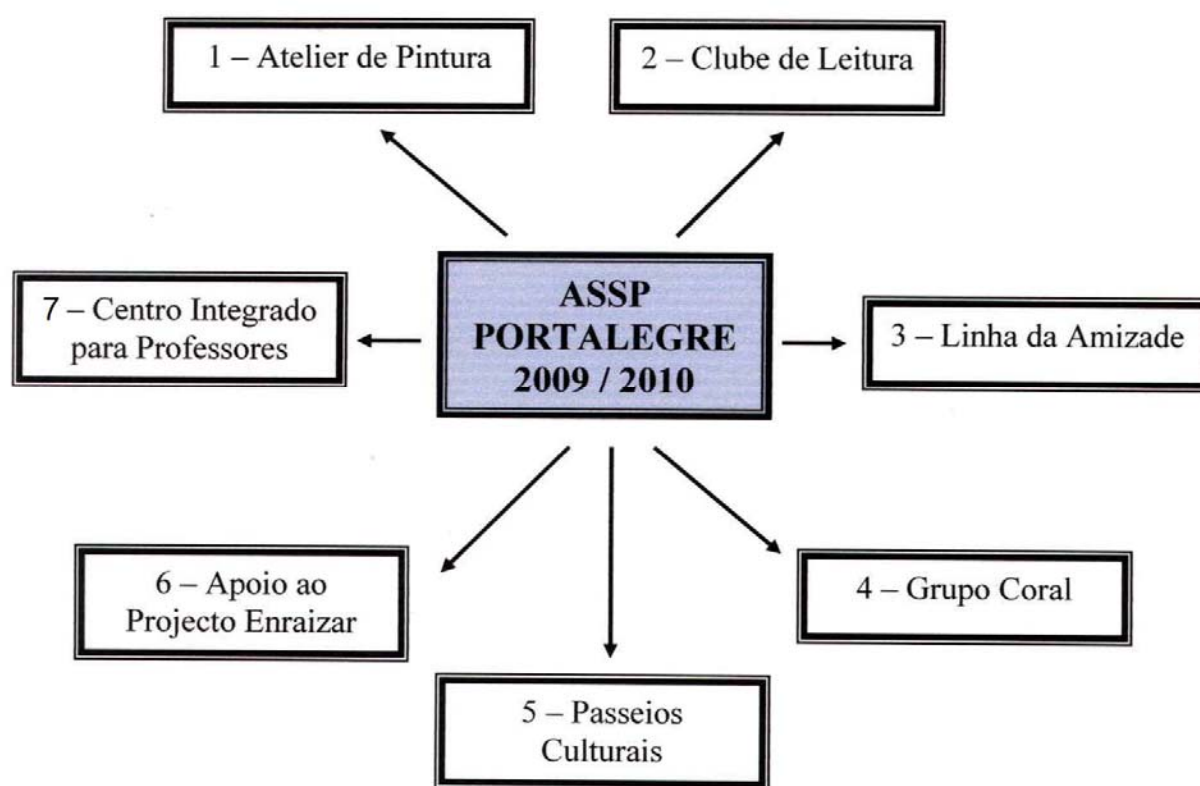 1 – Atelier de Pintura
2 – Clube de Leitura
ASSP
PORTALEGRE
2009 / 2010
3 – Linha da Amizade
4 – Grupo Coral
5 – Passeios
Culturais
6 – Apoio ao
Projecto Enraizar
7 – Centro Integrado
para Professores